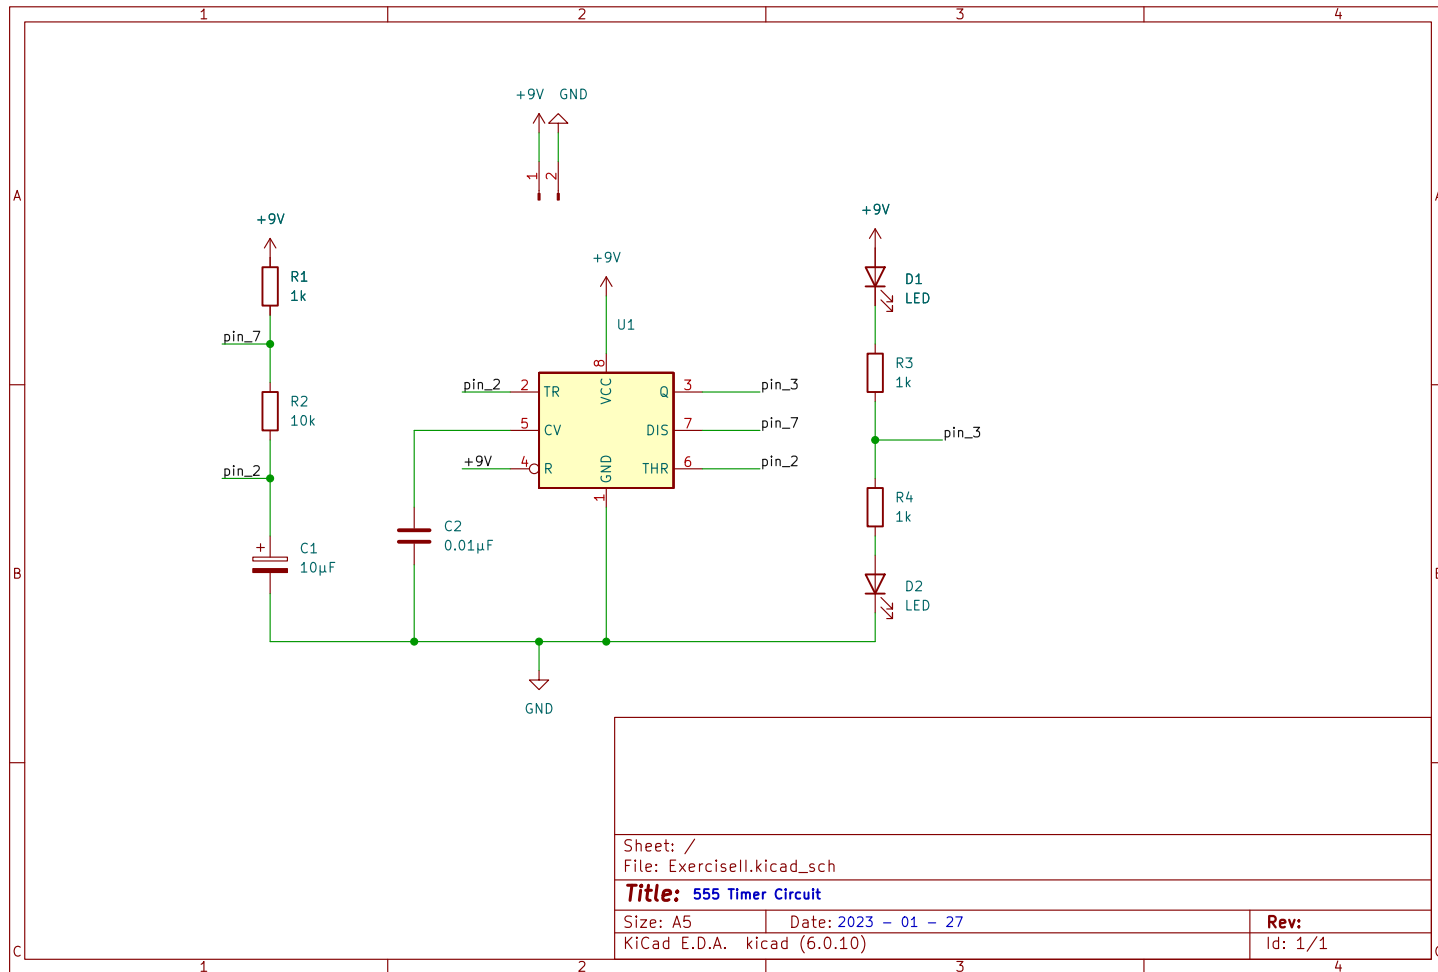 1 2 3 4
+9V GND
1 2
A
+9V
+9V
R1
1k
D1
LED
+9V
U1
pin_7
R3
1k
8
VCC
pin_2 2 TR
Q 3 pin_3
R2
10k
5 CV
DIS 7 pin_7
pin_3
+9V 4 R
GND
THR 6 pin_2
1
pin_2
R4
1k
C2
0.01µF
+
C1
10µF
B
D2
LED
GND
Sheet: /
File: ExerciseII.kicad_sch
Title: 555 Timer Circuit
Size: A5 Date: 2023 - 01 - 27 Rev:
KiCad E.D.A. kicad (6.0.10) Id: 1/1
C
1 2 3 4